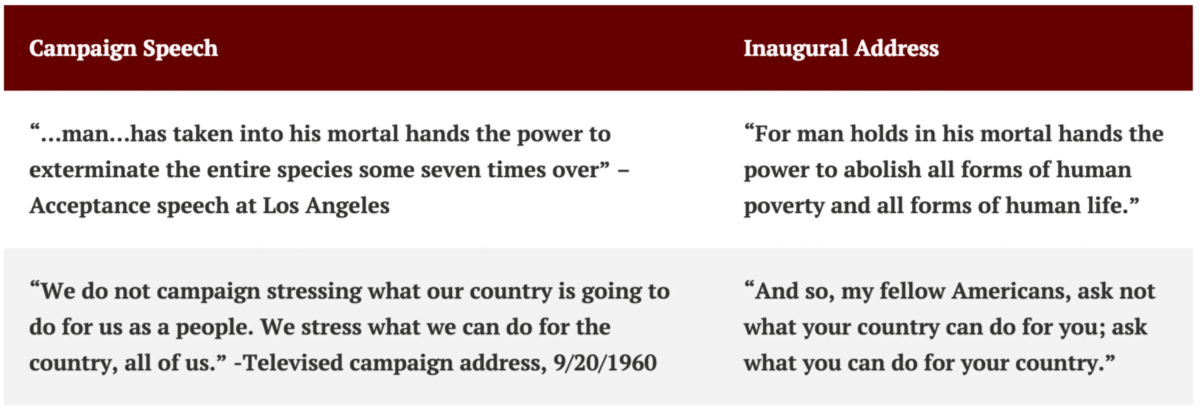 Campaign Speech
Inaugural Address
“...man...has taken into his mortal hands the power to
exterminate the entire species some seven times over” –
Acceptance speech at Los Angeles
“For man holds in his mortal hands the
power to abolish all forms of human
poverty and all forms of human life.”
“We do not campaign stressing what our country is going to
do for us as a people. We stress what we can do for the
country, all of us.” -Televised campaign address, 9/20/1960
“And so, my fellow Americans, ask not
what your country can do for you; ask
what you can do for your country.”